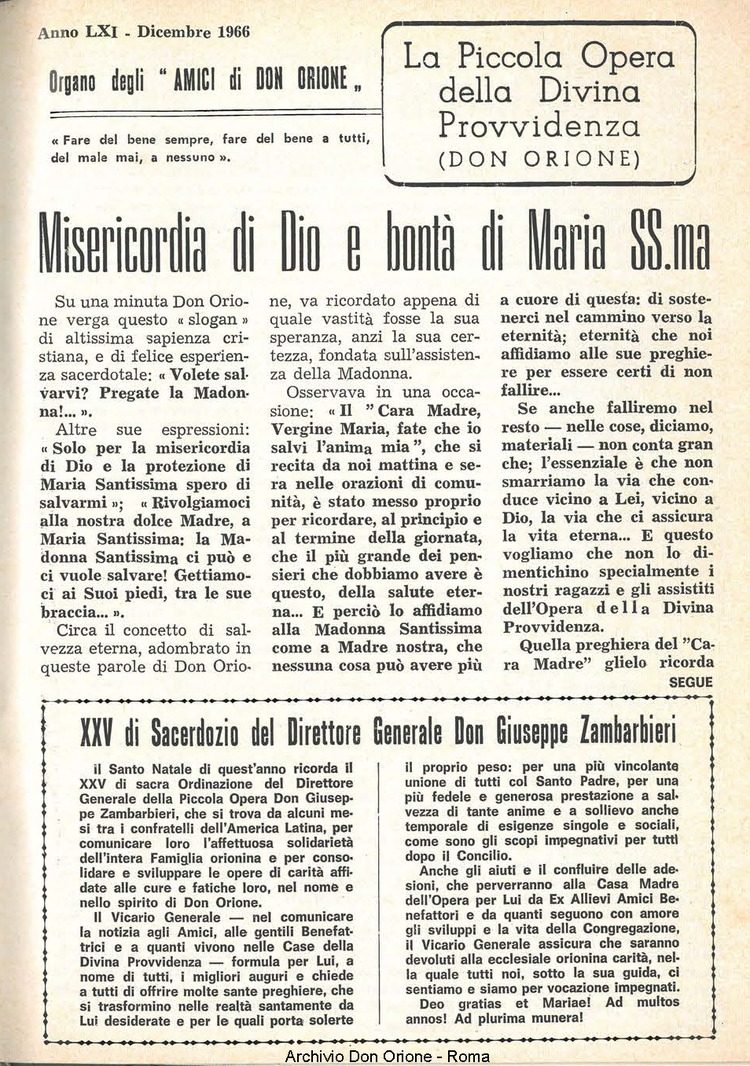 Anno LXI - Dicembre 1966
Organo degli " AMICI di DON ORIONE „
« Fare del bene sempre, fare del bene a tutti,
del male mai, a nessuno ».
La Piccola Opera
della Divina
Provvidenza
(DON ORIONE)
Misericordia di Dio e bontà di Maria SS.ma
Su una minuta Don Orio-
ne verga questo « slogan »
di altissima sapienza cri-
stiana, e di felice esperien-
za sacerdotale: « Volete sal-
varvi? Pregate la Madon-
na!... ».
Altre sue espressioni:
« Solo per la misericordia
di Dio e la protezione di
Maria Santissima spero di
salvarmi »; « Rivolgiamoci
alla nostra dolce Madre, a
Maria Santissima: la Ma-
donna Santissima ci può e
ci vuole salvare! Gettiamo-
ci ai Suoi piedi, tra le sue
braccia... ».
Circa il concetto di sal-
vezza eterna, adombrato in
queste parole di Don Orio-
ne, va ricordato appena di
quale vastità fosse la sua
speranza, anzi la sua cer-
tezza, fondata sull'assisten-
za della Madonna.
Osservava in una occa-
sione: « Il " Cara Madre,
Vergine Maria, fate che io
salvi l'anima mia ", che si
recita da noi mattina e se-
ra nelle orazioni di comu-
nità, è stato messo proprio
per ricordare, al principio e
al termine della giornata,
che il più grande dei pen-
sieri che dobbiamo avere è
questo, della salute eter-
na... E perciò lo affidiamo
alla Madonna Santissima
come a Madre nostra, che
nessuna cosa può avere più
a cuore di questa: di soste-
nerci nel cammino verso la
eternità; eternità che noi
affidiamo alle sue preghie-
re per essere certi di non
fallire...
Se anche falliremo nel
resto — nelle cose, diciamo,
materiali — non conta gran
che; l'essenziale è che non
smarriamo la via che con-
duce vicino a Lei, vicino a
Dio, la via che ci assicura
la vita eterna... E questo
vogliamo che non lo di-
mentichino specialmente i
nostri ragazzi e gli assistiti
dell'Opera della Divina
Provvidenza.
Quella preghiera del "Ca-
ra Madre" glielo ricorda
SEGUE
XXV di Sacerdozio del Direttore Generale Don Giuseppe Zambarbieri
il Santo Natale di quest'anno ricorda il
XXV di sacra Ordinazione del Direttore
Generale della Piccola Opera Don Giusep-
pe Zambarbieri, che si trova da alcuni me-
si tra i confratelli dell'America Latina, per
comunicare loro l'affettuosa solidarietà
dell'intera Famiglia orionina e per conso-
lidare e sviluppare le opere di carità affi-
date alle cure e fatiche loro, nel nome e
nello spirito di Don Orione.
Il Vicario Generale — nel comunicare
la notizia agli Amici, alle gentili Benefat-
trici e a quanti vivono nelle Case della
Divina Provvidenza — formula per Lui, a
nome di tutti, i migliori auguri e chiede
a tutti di offrire molte sante preghiere, che
si trasformino nelle realtà santamente da
Lui desiderate e per le quali porta solerte
il proprio peso: per una più vincolante
unione di tutti col Santo Padre, per una
più fedele e generosa prestazione a sal-
vezza di tante anime e a sollievo anche
temporale di esigenze singole e sociali,
come sono gli scopi impegnativi per tutti
dopo il Concilio.
Anche gli aiuti e il confluire delle ade-
sioni, che perverranno alla Casa Madre
dell'Opera per Lui da Ex Allievi Amici Be-
nefattori e da quanti seguono con amore
gli sviluppi e la vita della Congregazione,
il Vicario Generale assicura che saranno
devoluti alla ecclesiale orionina carità, nel-
la quale tutti noi, sotto la sua guida, ci
sentiamo e siamo per vocazione impegnati.
Deo gratias et Mariae! Ad multos
annos! Ad plurima munera!
Archivio Don Orione - Roma